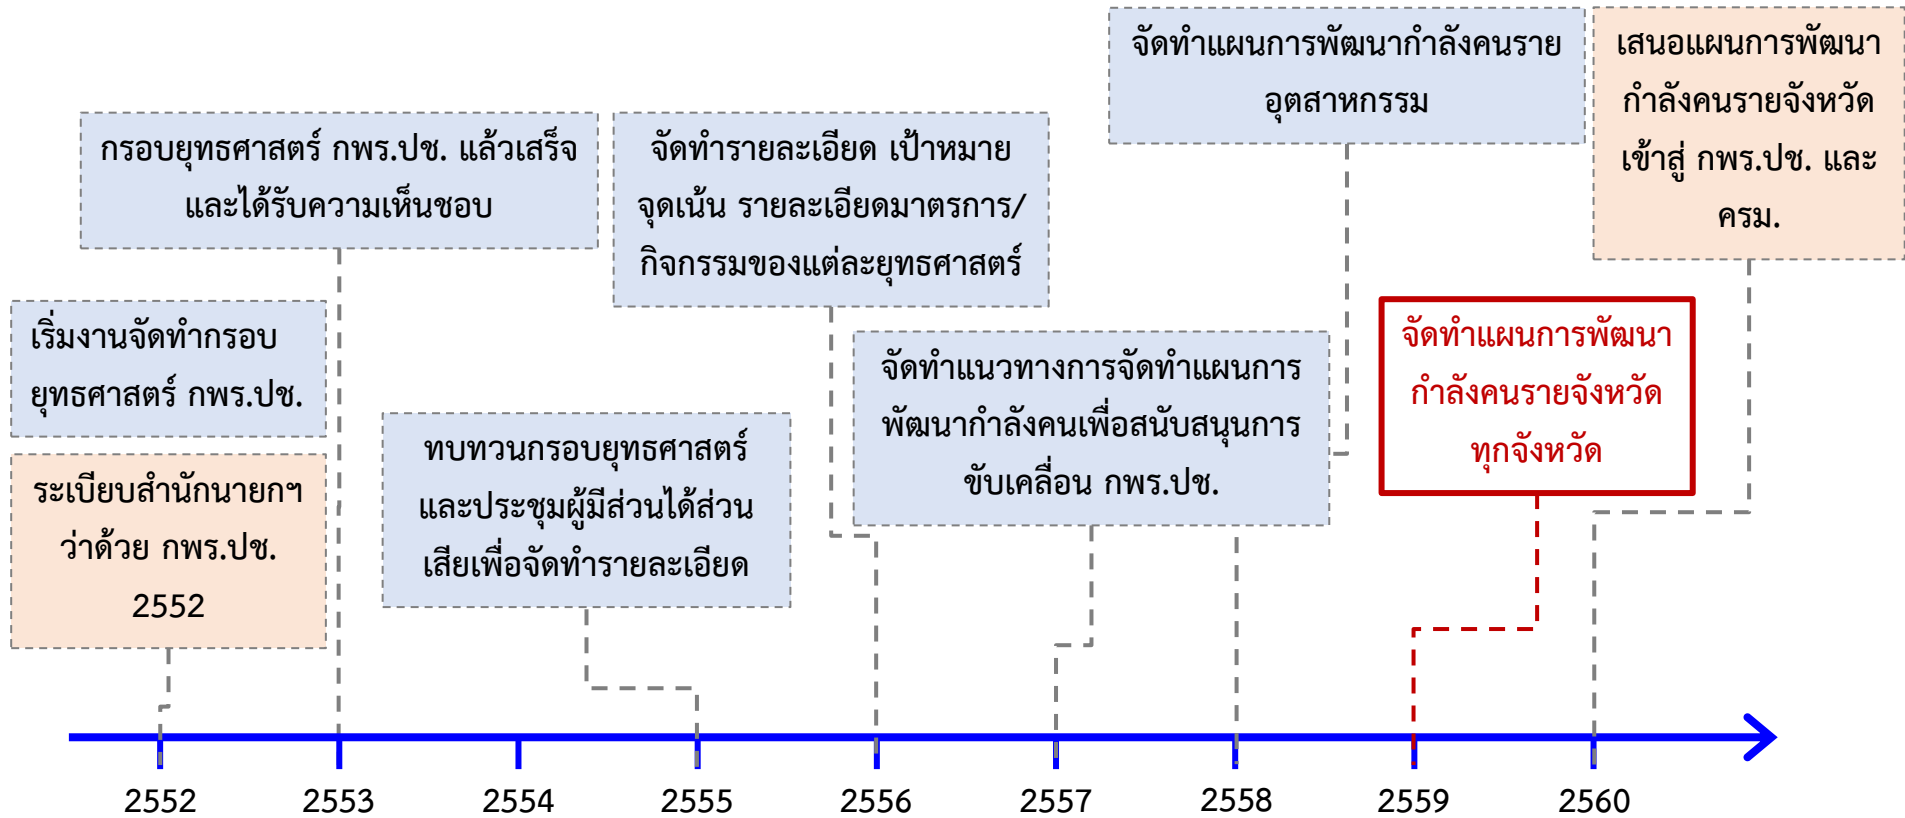 จัดทำแผนการพัฒนากำลังคนราย
อุตสาหกรรม
เสนอแผนการพัฒนา
กำลังคนรายจังหวัด
เข้าสู่ กพร.ปช. และ
ครม.
กรอบยุทธศาสตร์ กพร.ปช. แล้วเสร็จ
และได้รับความเห็นชอบ
จัดทำรายละเอียด เป้าหมาย
จุดเน้น รายละเอียดมาตรการ/
กิจกรรมของแต่ละยุทธศาสตร์
เริ่มงานจัดทำกรอบ
ยุทธศาสตร์ กพร.ปช.
จัดทำแนวทางการจัดทำแผนการ
พัฒนากำลังคนเพื่อสนับสนุนการ
ขับเคลื่อน กพร.ปช.
จัดทำแผนการพัฒนา
กำลังคนรายจังหวัด
ทุกจังหวัด
ทบทวนกรอบยุทธศาสตร์
และประชุมผู้มีส่วนได้ส่วน
เสียเพื่อจัดทำรายละเอียด
ระเบียบสำนักนายกฯ
ว่าด้วย กพร.ปช.
2552
2552 2553 2554 2555 2556 2557 2558 2559 2560